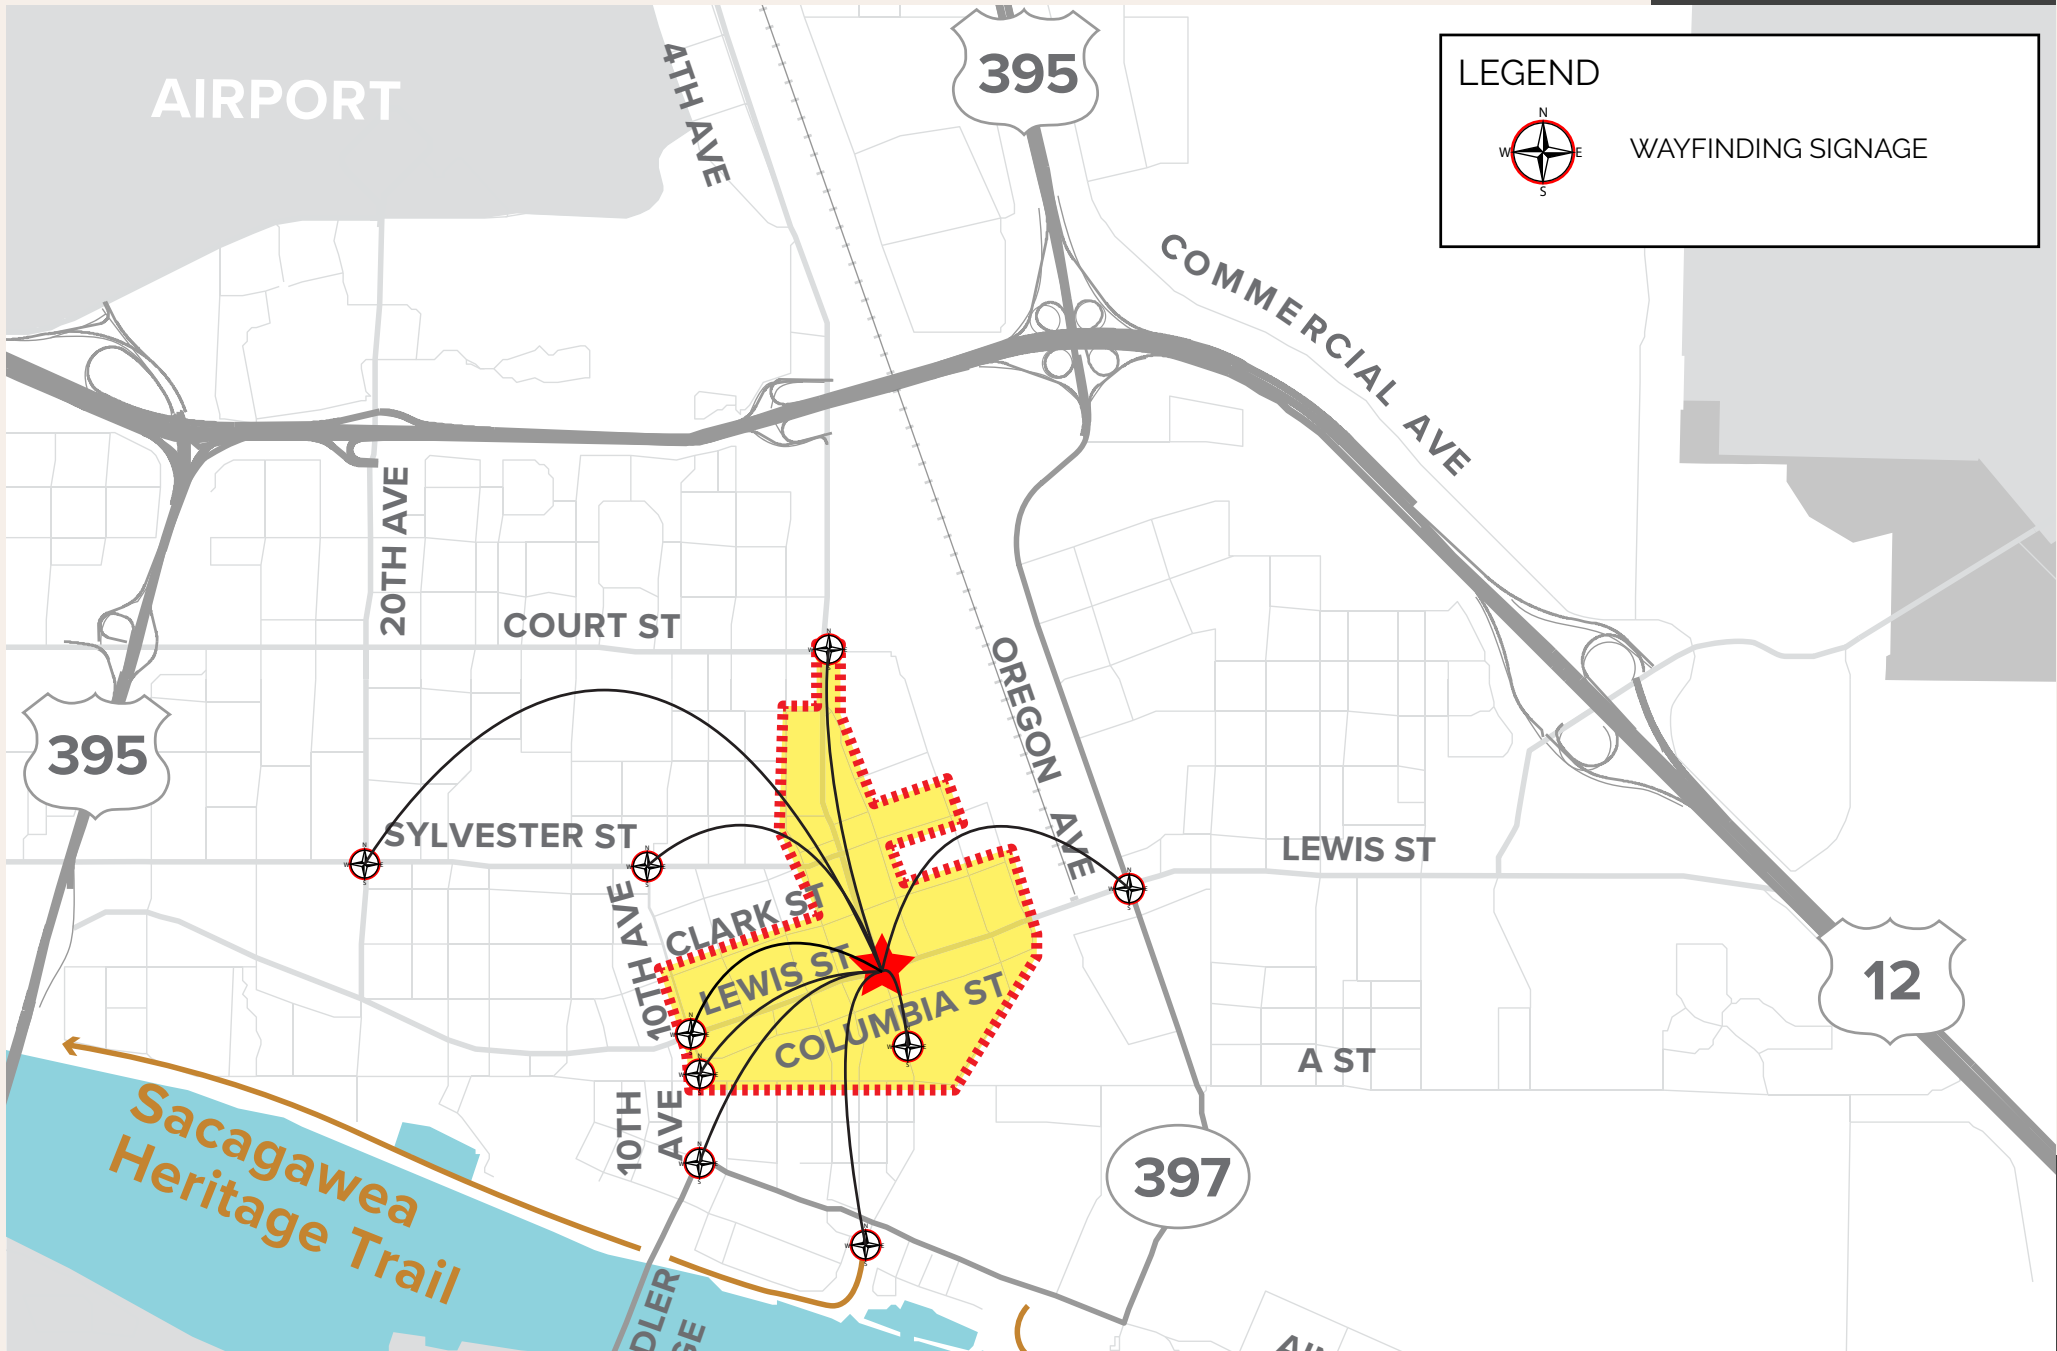 AIRPORT
4TH AVE
395
LEGEND
N
W E
S
WAYFINDING SIGNAGE
COMMERCIAL AVE
20TH AVE
COURT ST
OREGON AVE
395
SYLVESTER ST
LEWIS ST
10TH AVE
CLARK ST
LEWIS ST
COLUMBIA ST
12
A ST
10TH
AVE
397
Sacagawea
Heritage Trail